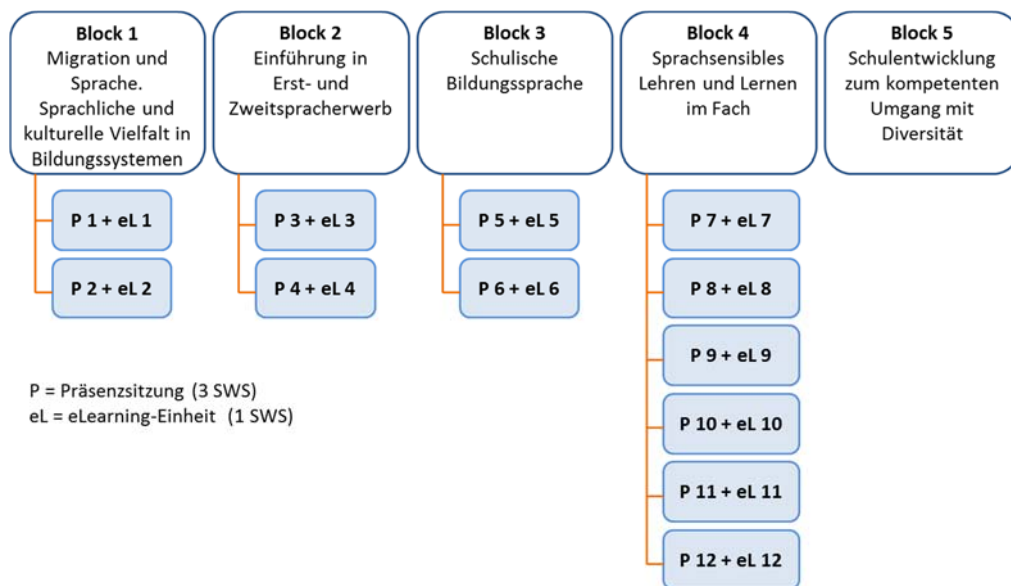 Block 1
Migration und
Sprache.
Sprachliche und
kulturelle Vielfalt in
Bildungssystemen
P 1 + eL 1
P 2 + eL 2
Block 2
Einführung in
Erst- und
Zweitspracherwerb
P 3 + eL 3
P 4 + eL 4
Block 3
Schulische
Bildungssprache
P 5 + eL 5
P 6 + eL 6
Block 4
Sprachsensibles
Lehren und Lernen
im Fach
P 7 + eL 7
P 8 + eL 8
P 9 + eL 9
P 10 + eL 10
P 11 + eL 11
P 12 + eL 12
Block 5
Schulentwicklung
zum kompetenten
Umgang mit
Diversität
P = Präsenzsitzung (3 SWS)
eL = eLearning-Einheit (1 SWS)